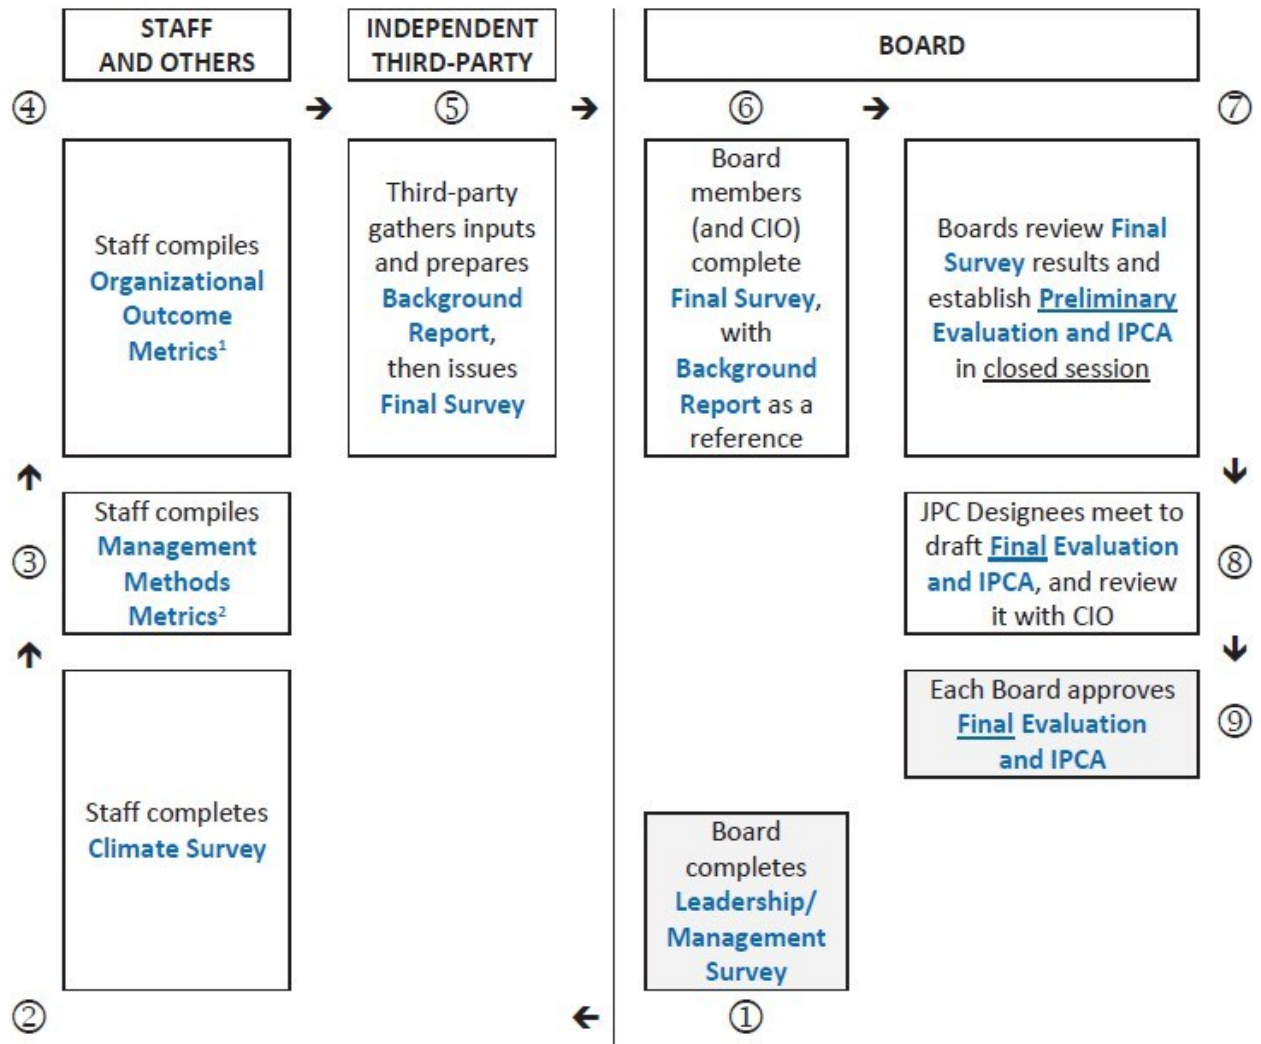 STAFF
AND OTHERS
INDEPENDENT
THIRD-PARTY
BOARD
④
⑤
⑥
⑦
Staff compiles
Organizational
Outcome
Metrics¹
Third-party
gathers inputs
and prepares
Background
Report,
then issues
Final Survey
Board
members
(and CIO)
complete
Final Survey,
with
Background
Report as a
reference
Boards review Final
Survey results and
establish Preliminary
Evaluation and IPCA
in closed session
③
Staff compiles
Management
Methods
Metrics²
JPC Designees meet to
draft Final Evaluation
and IPCA, and review
it with CIO
⑧
Staff completes
Climate Survey
Each Board approves
Final Evaluation
and IPCA
⑨
Board
completes
Leadership/
Management
Survey
②
①